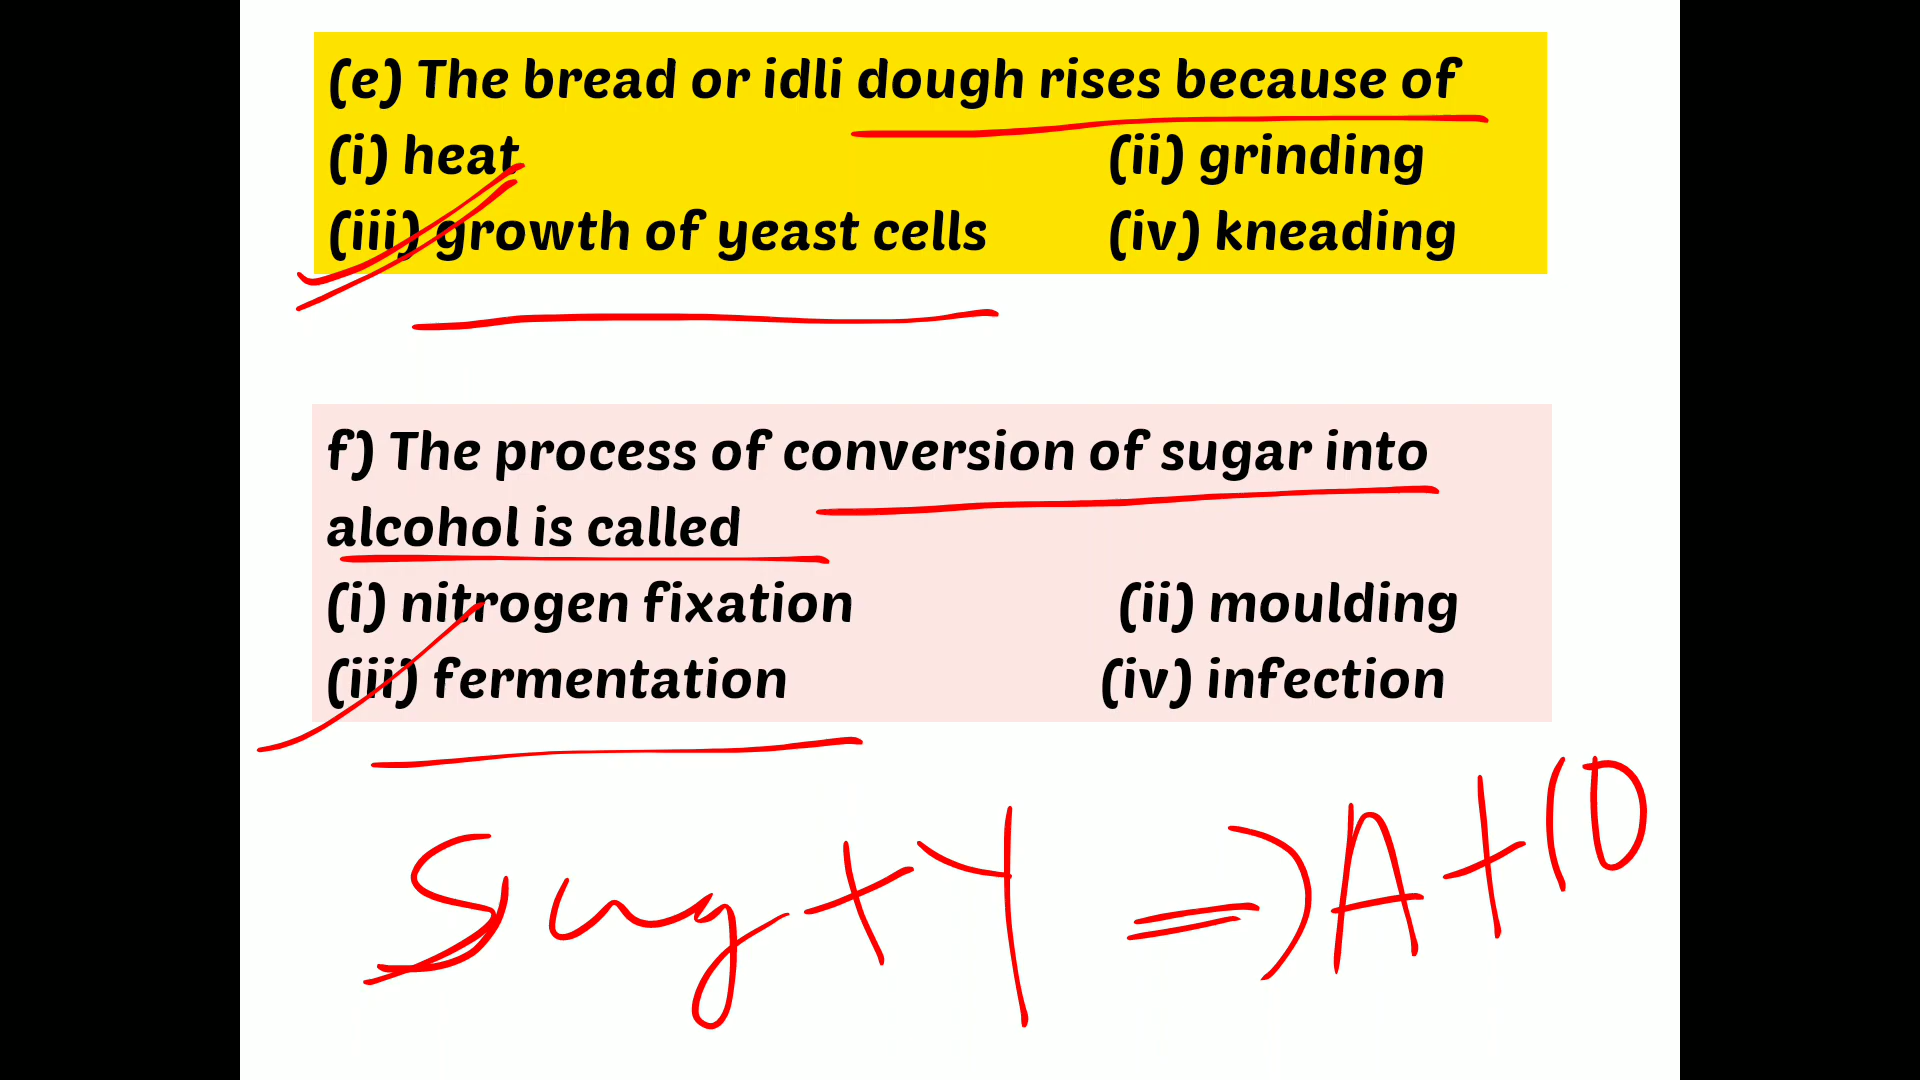 (e) The bread or idli dough rises because of
(i) heat (ii) grinding
(iii) growth of yeast cells (iv) kneading
f) The process of conversion of sugar into
alcohol is called
(i) nitrogen fixation (ii) moulding
(iii) fermentation (iv) infection
Sug + Y ⇒ A +